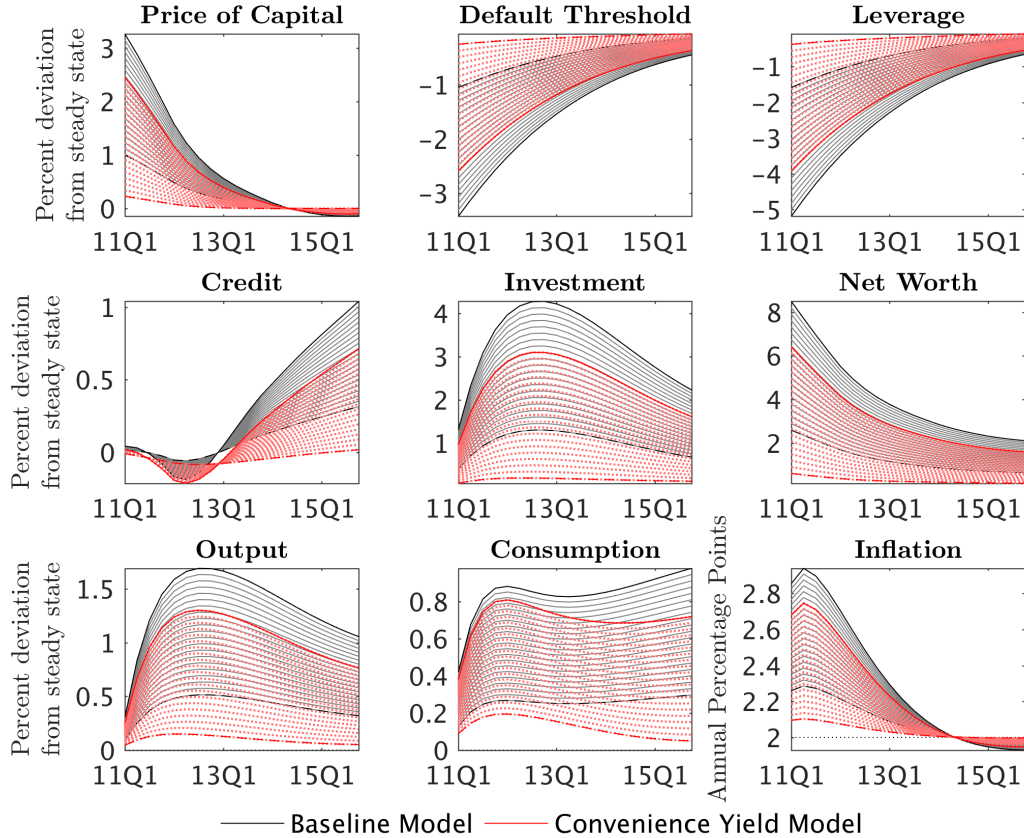 Price of Capital
Default Threshold
Leverage
Percent deviation
from steady state
3
2
1
0
−1
−2
−3
−1
−2
−3
−4
−5
11Q1 13Q1 15Q1
11Q1 13Q1 15Q1
11Q1 13Q1 15Q1
Credit
Investment
Net Worth
Percent deviation
from steady state
1
0.5
0
4
3
2
1
8
6
4
2
11Q1 13Q1 15Q1
11Q1 13Q1 15Q1
11Q1 13Q1 15Q1
Output
Consumption
Inflation
Percent deviation
from steady state
1.5
1
0.5
0
0.8
0.6
0.4
0.2
0
Annual Percentage Points
2.8
2.6
2.4
2.2
2
11Q1 13Q1 15Q1
11Q1 13Q1 15Q1
11Q1 13Q1 15Q1
Baseline Model
Convenience Yield Model